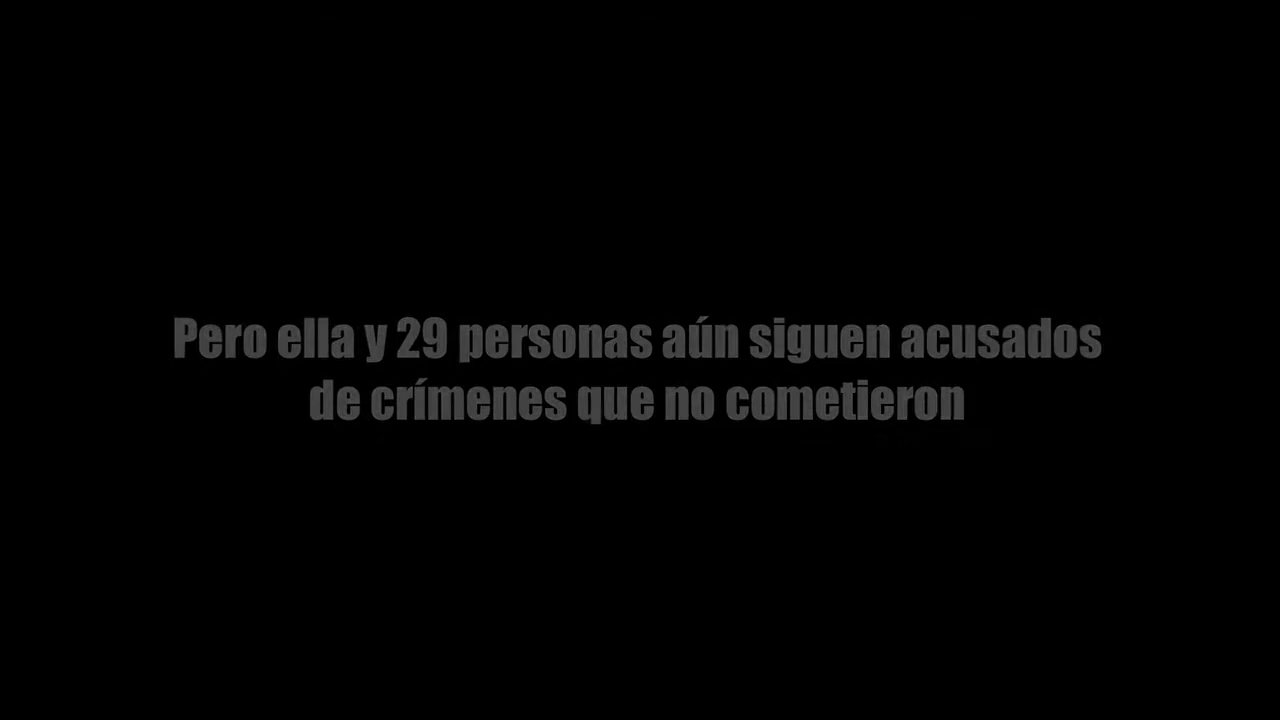 Pero ella y 29 personas aún siguen acusados
de crímenes que no cometieron